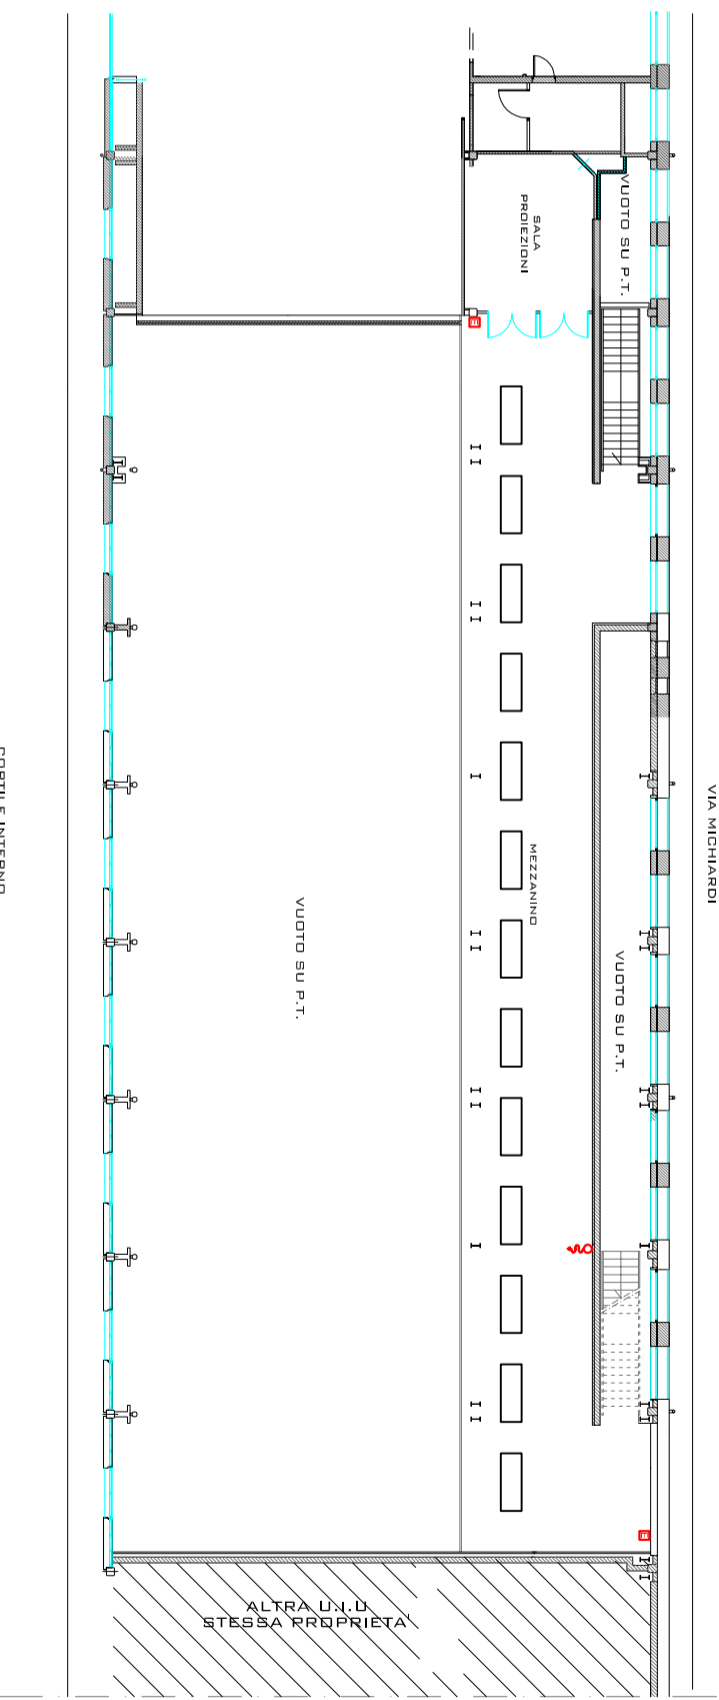 VUOTO SU P.T.
SALA
PROIEZIONI
VIA MICHIARDI
MEZZANINO
VUOTO SU P.T.
VUOTO SU P.T.
CORTILE INTERNO
ALTRA U.I.U
STESSA PROPRIETA'